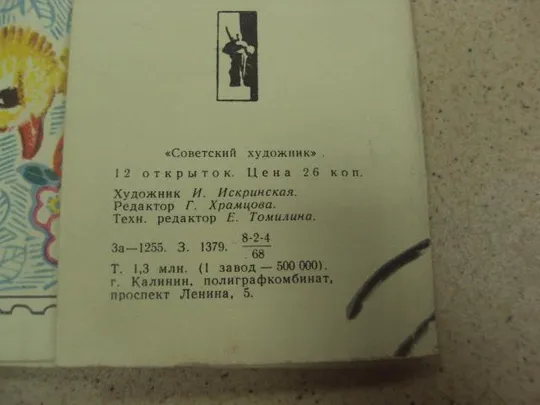 «Советский художник».
12 открыток. Цена 26 коп.
Художник И. Искринская.
Редактор Г. Храмцова.
Техн. редактор Е. Томилина.
За—1255. З. 1379. 8-2-4/68
Т. 1,3 млн. (1 завод — 500 000).
г. Калинин, полиграфкомбинат,
проспект Ленина, 5.